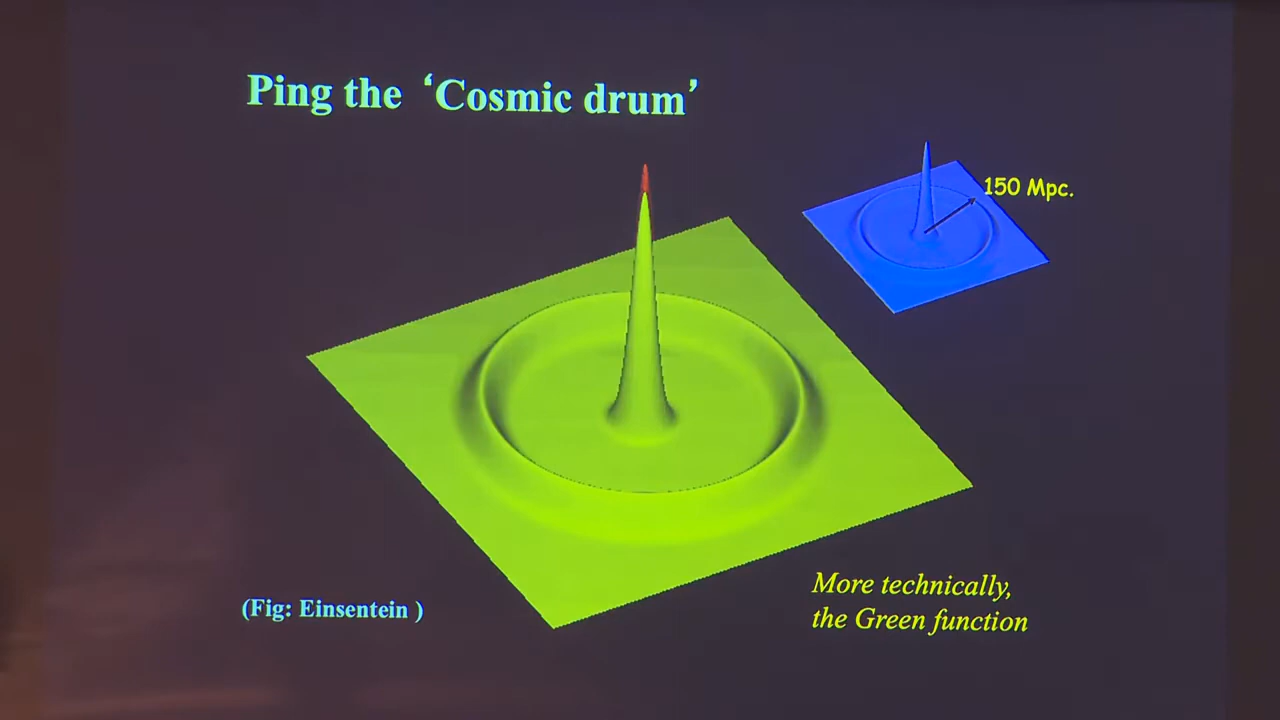 Ping the ‘Cosmic drum’
150 Mpc.
(Fig: Einsentein )
More technically,
the Green function